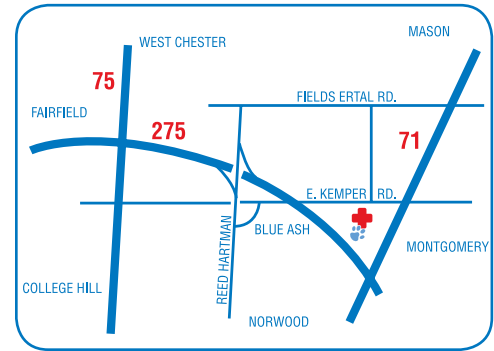 MASON
WEST CHESTER
75
FIELDS ERTAL RD.
FAIRFIELD
275
71
E. KEMPER RD.
BLUE ASH
REED HARTMAN
MONTGOMERY
COLLEGE HILL
NORWOOD